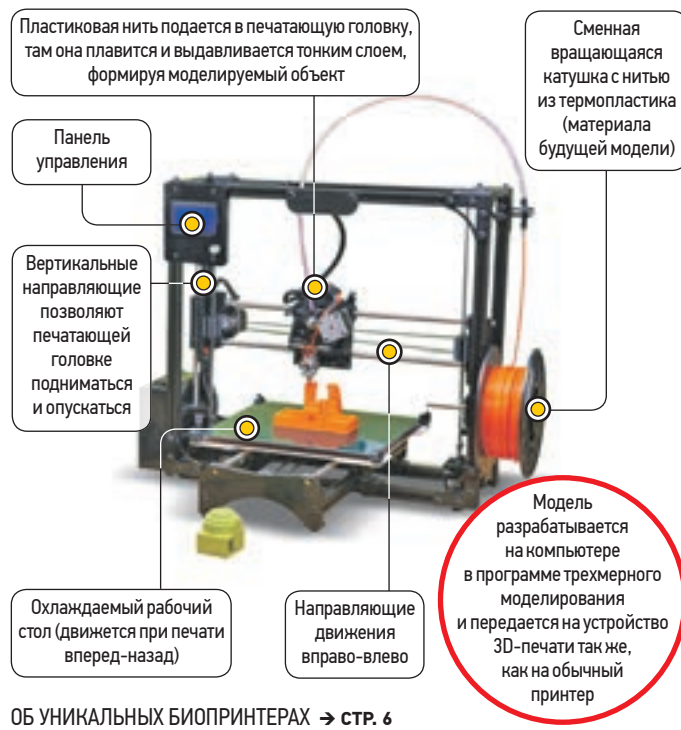 Пластиковая нить подается в печатающую головку,
там она плавится и выдавливается тонким слоем,
формируя моделируемый объект
Сменная
вращающаяся
катушка с нитью
из термопластика
(материала
будущей модели)
Панель
управления
Вертикальные
направляющие
позволяют
печатающей
головке
подниматься
и опускаться
Охлаждаемый рабочий
стол (движется при печати
вперед-назад)
Направляющие
движения
вправо-влево
Модель
разрабатывается
на компьютере
в программе трехмерного
моделирования
и передается на устройство
3D-печати так же,
как на обычный
принтер
ОБ УНИКАЛЬНЫХ БИОПРИНТЕРАХ → СТР. 6